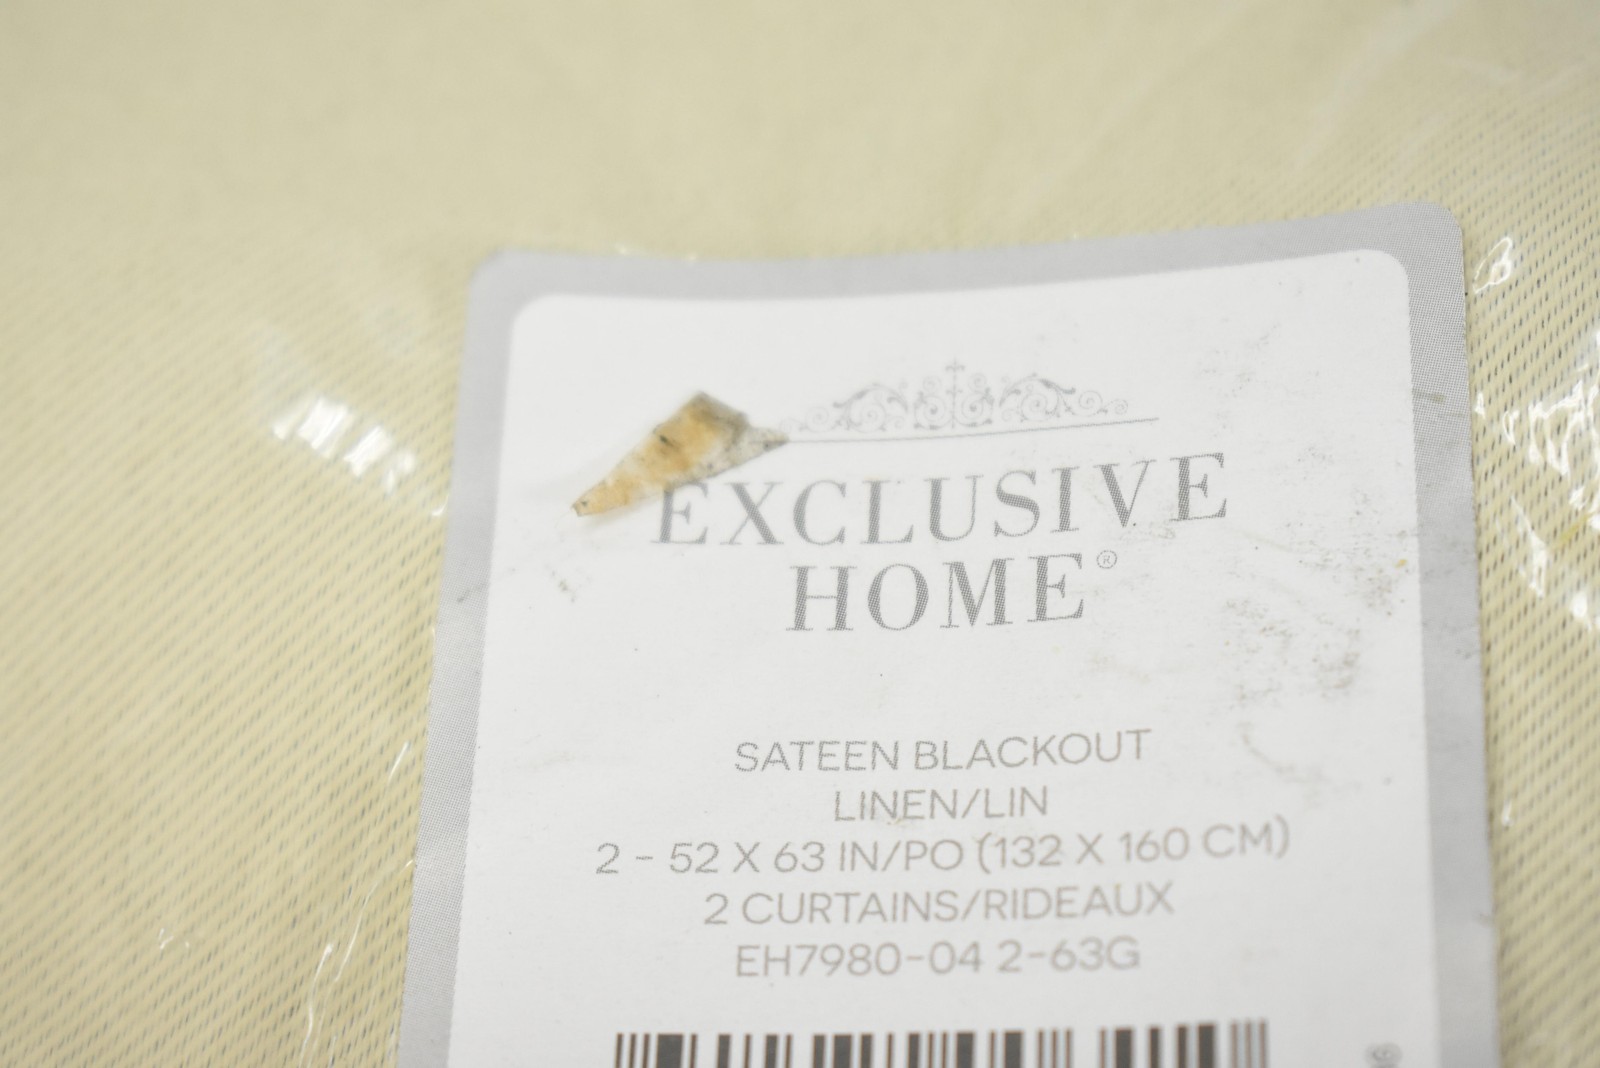 EXCLUSIVE
HOME®
SATEEN BLACKOUT
LINEN/LIN
2 - 52 X 63 IN/PO (132 X 160 CM)
2 CURTAINS/RIDEAUX
EH7980-04 2-63G